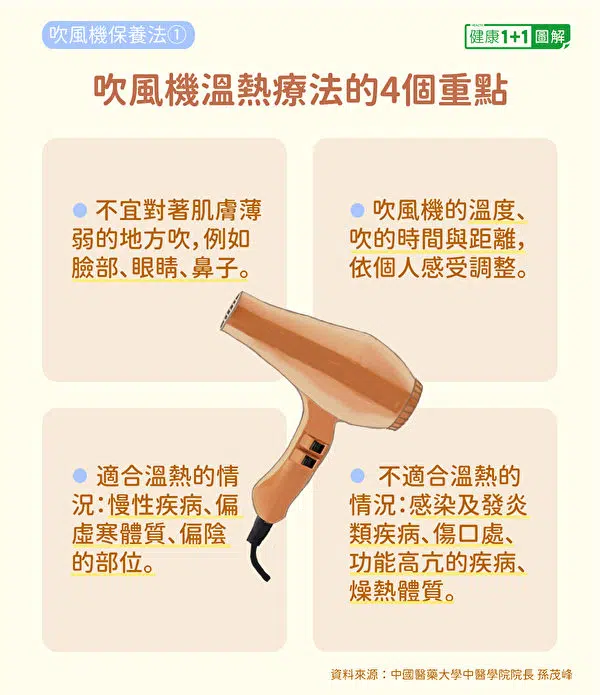 吹風機保養法①
HEALTH
健康1+1 圖解
吹風機溫熱療法的4個重點
● 不宜對著肌膚薄
弱的地方吹，例如
臉部、眼睛、鼻子。
● 吹風機的溫度、
吹的時間與距離，
依個人感受調整。
● 適合溫熱的情
況：慢性疾病、偏
虛寒體質、偏陰
的部位。
● 不適合溫熱的
情況：感染及發炎
類疾病、傷口處、
功能高亢的疾病、
燥熱體質。
資料來源：中國醫藥大學中醫學院院長 孫茂峰